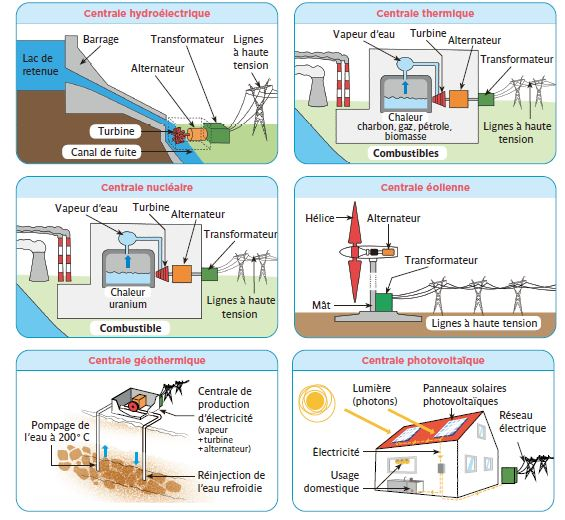 Centrale hydroélectrique
Barrage
Transformateur
Lignes
à haute
tension
Lac de
retenue
Alternateur
Turbine
Canal de fuite
Centrale thermique
Vapeur d'eau
Turbine
Alternateur
Transformateur
Chaleur
charbon, gaz, pétrole,
biomasse
Lignes à haute
tension
Combustibles
Centrale nucléaire
Vapeur d'eau
Turbine
Alternateur
Transformateur
Chaleur
uranium
Lignes à haute
tension
Combustible
Centrale éolienne
Hélice
Alternateur
Transformateur
Mât
Lignes à haute tension
Centrale géothermique
Centrale de
production
d'électricité
(vapeur
+turbine
+alternateur)
Pompage de
l'eau à 200° C
Réinjection de
l'eau refroidie
Centrale photovoltaïque
Lumière
(photons)
Panneaux solaires
photovoltaïques
Réseau
électrique
Électricité
Usage
domestique